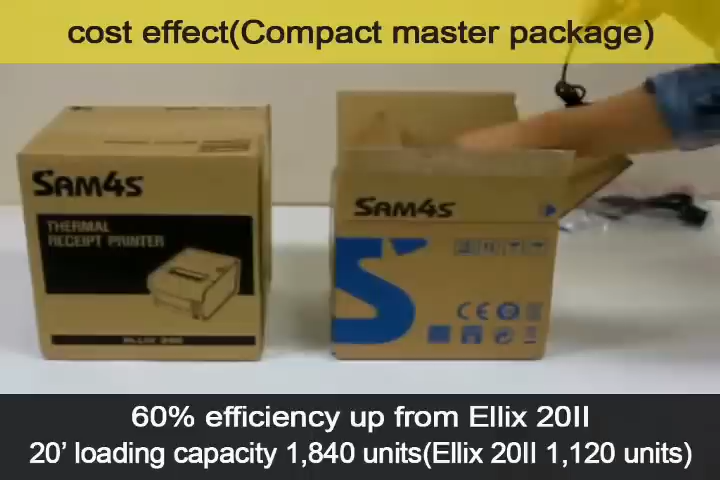 cost effect(Compact master package)
SAM4S
THERMAL
RECEIPT PRINTER
SAM4S
CE
60% efficiency up from Ellix 20II
20' loading capacity 1,840 units(Ellix 20II 1,120 units)